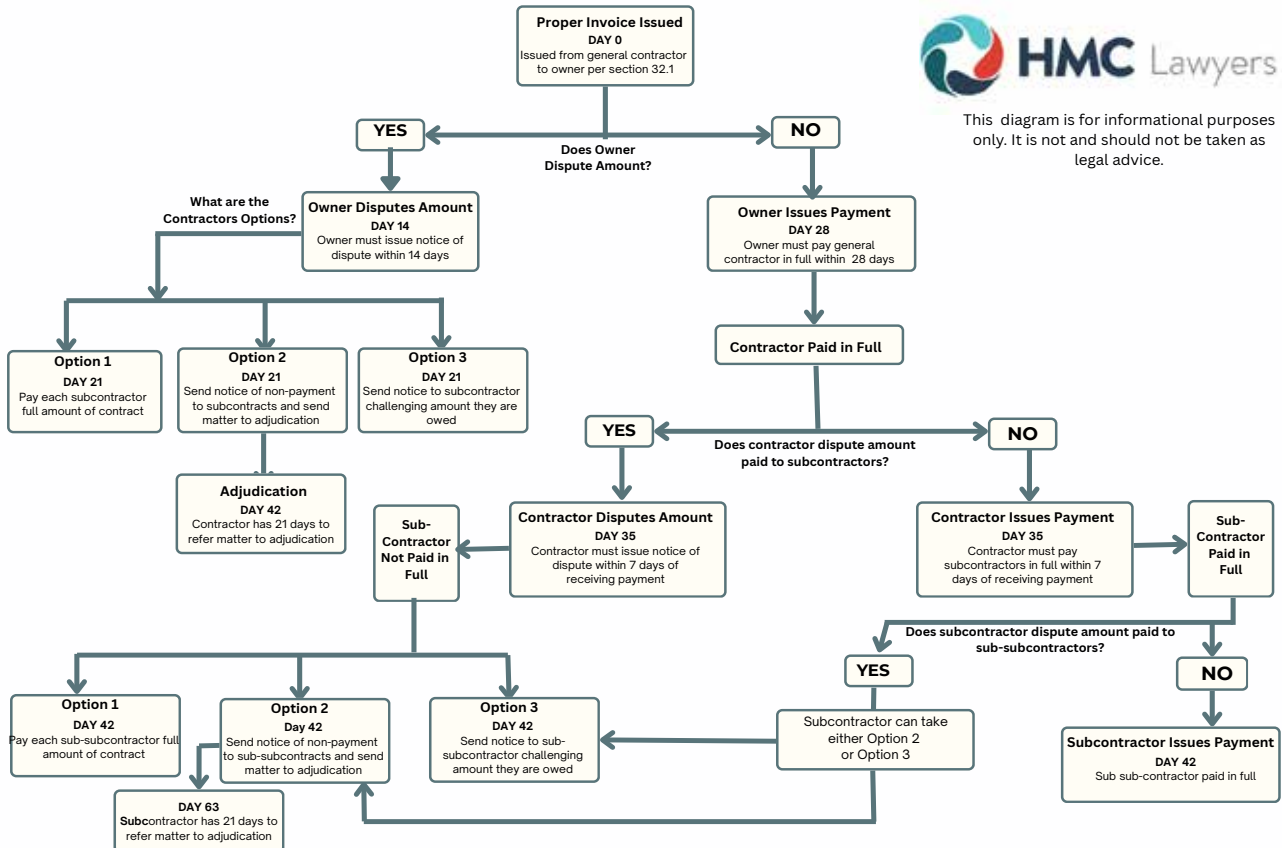 Proper Invoice Issued
DAY 0
Issued from general contractor
to owner per section 32.1
HMC Lawyers
This diagram is for informational purposes
only. It is not and should not be taken as
legal advice.
YES
NO
Does Owner
Dispute Amount?
What are the
Contractors Options?
Owner Disputes Amount
DAY 14
Owner must issue notice of
dispute within 14 days
Owner Issues Payment
DAY 28
Owner must pay general
contractor in full within 28 days
Contractor Paid in Full
Option 1
DAY 21
Pay each subcontractor
full amount of contract
Option 2
DAY 21
Send notice of non-payment
to subcontracts and send
matter to adjudication
Option 3
DAY 21
Send notice to subcontractor
challenging amount they are
owed
YES
NO
Does contractor dispute amount
paid to subcontractors?
Adjudication
DAY 42
Contractor has 21 days to
refer matter to adjudication
Sub-
Contractor
Not Paid in
Full
Contractor Disputes Amount
DAY 35
Contractor must issue notice of
dispute within 7 days of
receiving payment
Contractor Issues Payment
DAY 35
Contractor must pay
subcontractors in full within 7
days of receiving payment
Sub-
Contractor
Paid in
Full
Does subcontractor dispute amount paid to
sub-subcontractors?
YES
NO
Option 1
DAY 42
Pay each sub-subcontractor full
amount of contract
Option 2
Day 42
Send notice of non-payment
to sub-subcontracts and send
matter to adjudication
Option 3
DAY 42
Send notice to sub-
subcontractor challenging
amount they are owed
Subcontractor can take
either Option 2
or Option 3
Subcontractor Issues Payment
DAY 42
Sub sub-contractor paid in full
DAY 63
Subcontractor has 21 days to
refer matter to adjudication